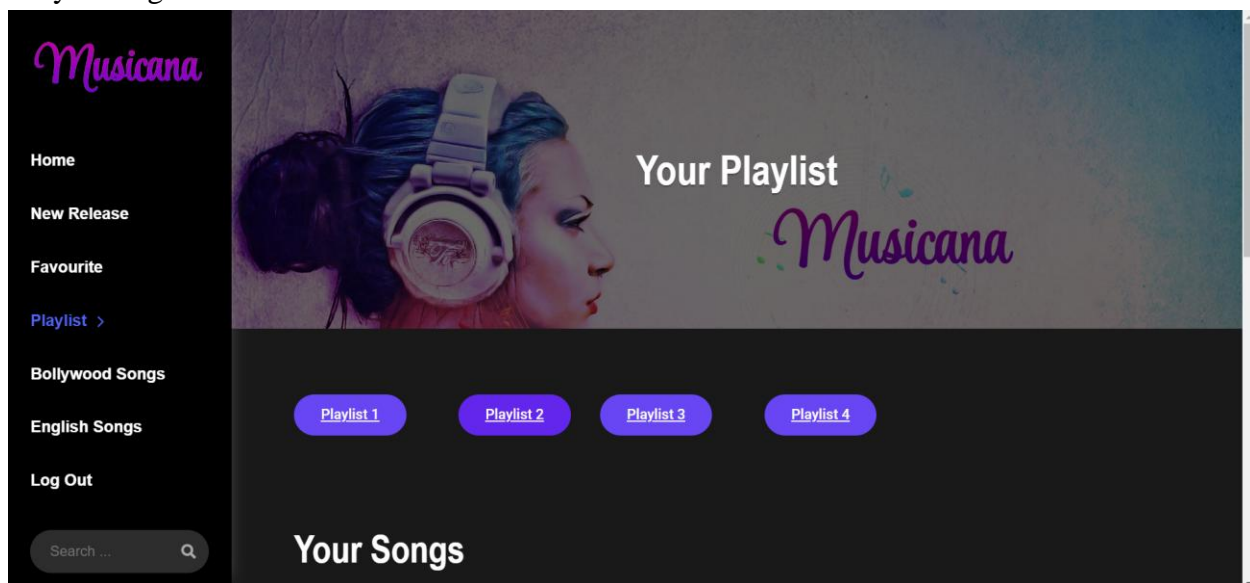 Musicana
Home
New Release
Favourite
Playlist >
Bollywood Songs
English Songs
Log Out
Search ...
Your Playlist
Musicana
Playlist 1 Playlist 2 Playlist 3 Playlist 4
Your Songs